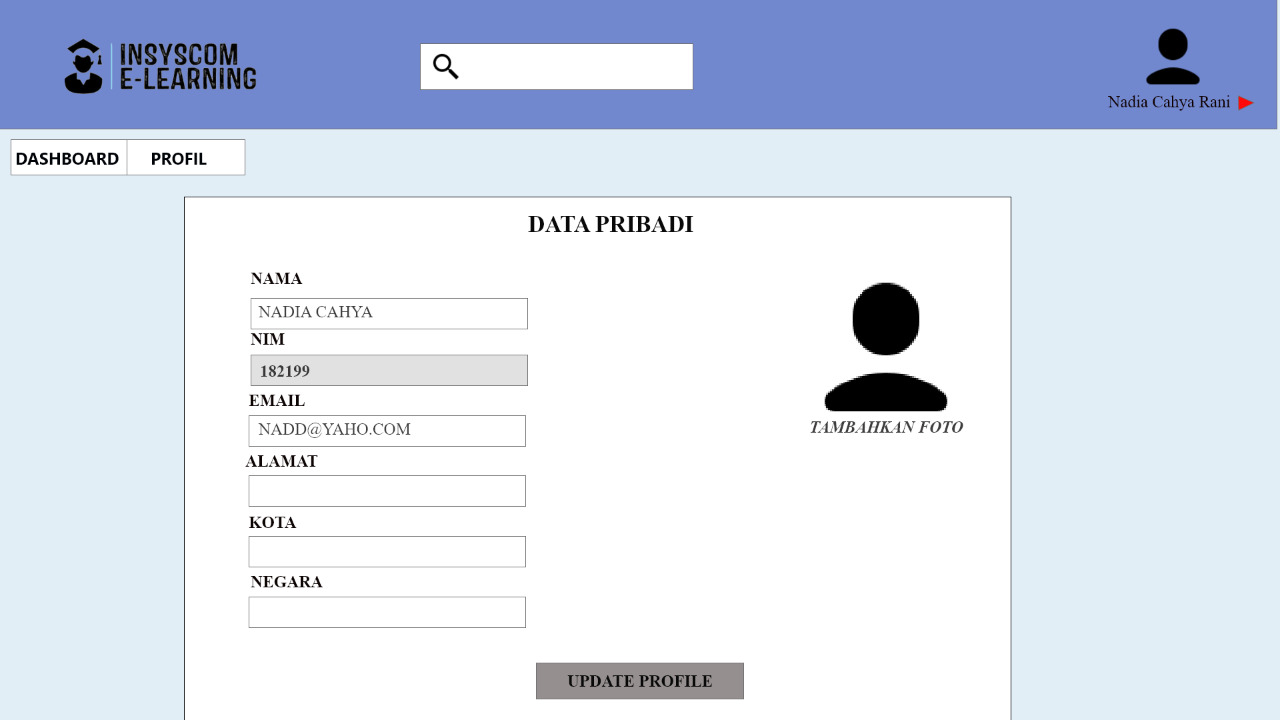 INSYSCOM
E-LEARNING
Nadia Cahya Rani
DASHBOARD PROFIL
DATA PRIBADI
NAMA
NADIA CAHYA
NIM
182199
EMAIL
NADD@YAHO.COM
TAMBAHKAN FOTO
ALAMAT
KOTA
NEGARA
UPDATE PROFILE